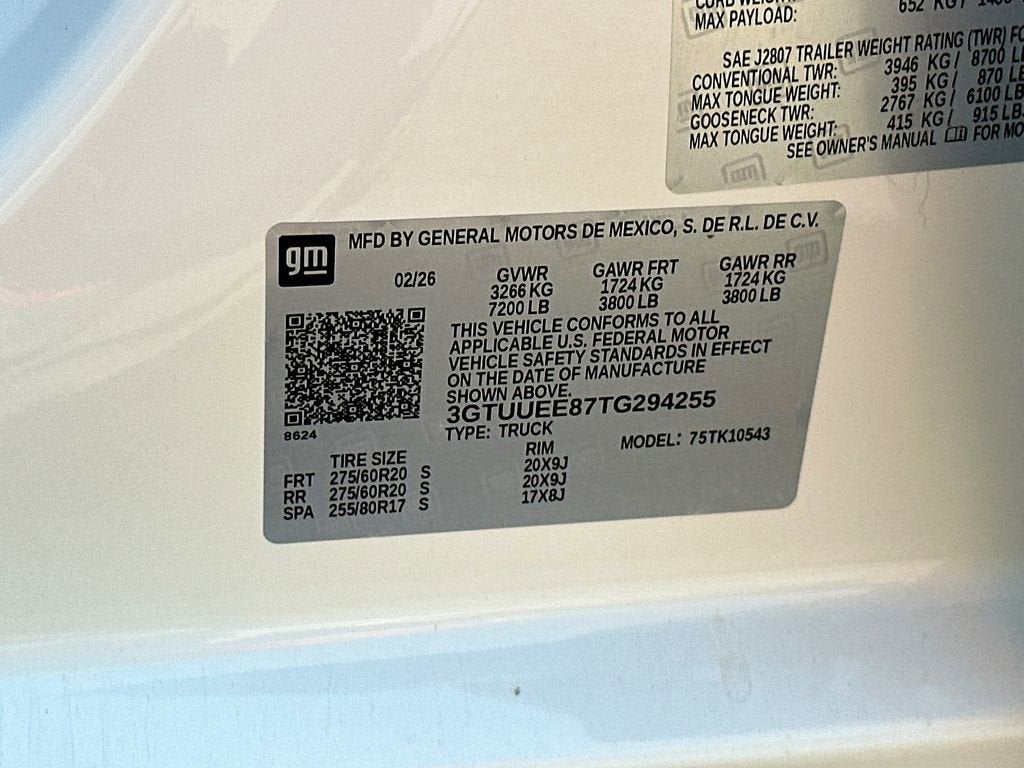 MAX PAYLOAD: 652 KG/
SAE J2807 TRAILER WEIGHT RATING (TWR)
CONVENTIONAL TWR: 3946 KG/ 8700
MAX TONGUE WEIGHT: 395 KG/ 870
GOOSENECK TWR: 2767 KG/ 6100 LB
MAX TONGUE WEIGHT: 415 KG/ 915 LB
SEE OWNER'S MANUAL FOR
gm
gm
MFD BY GENERAL MOTORS DE MEXICO, S. DE R.L. DE C.V.
02/26
GVWR GAWR FRT GAWR RR
3266 KG 1724 KG 1724 KG
7200 LB 3800 LB 3800 LB
THIS VEHICLE CONFORMS TO ALL
APPLICABLE U.S. FEDERAL MOTOR
VEHICLE SAFETY STANDARDS IN EFFECT
ON THE DATE OF MANUFACTURE
SHOWN ABOVE.
3GTUUEE87TG294255
8624
TYPE: TRUCK MODEL: 75TK10543
TIRE SIZE RIM
FRT 275/60R20 S 20X9J
RR 275/60R20 S 20X9J
SPA 255/80R17 S 17X8J